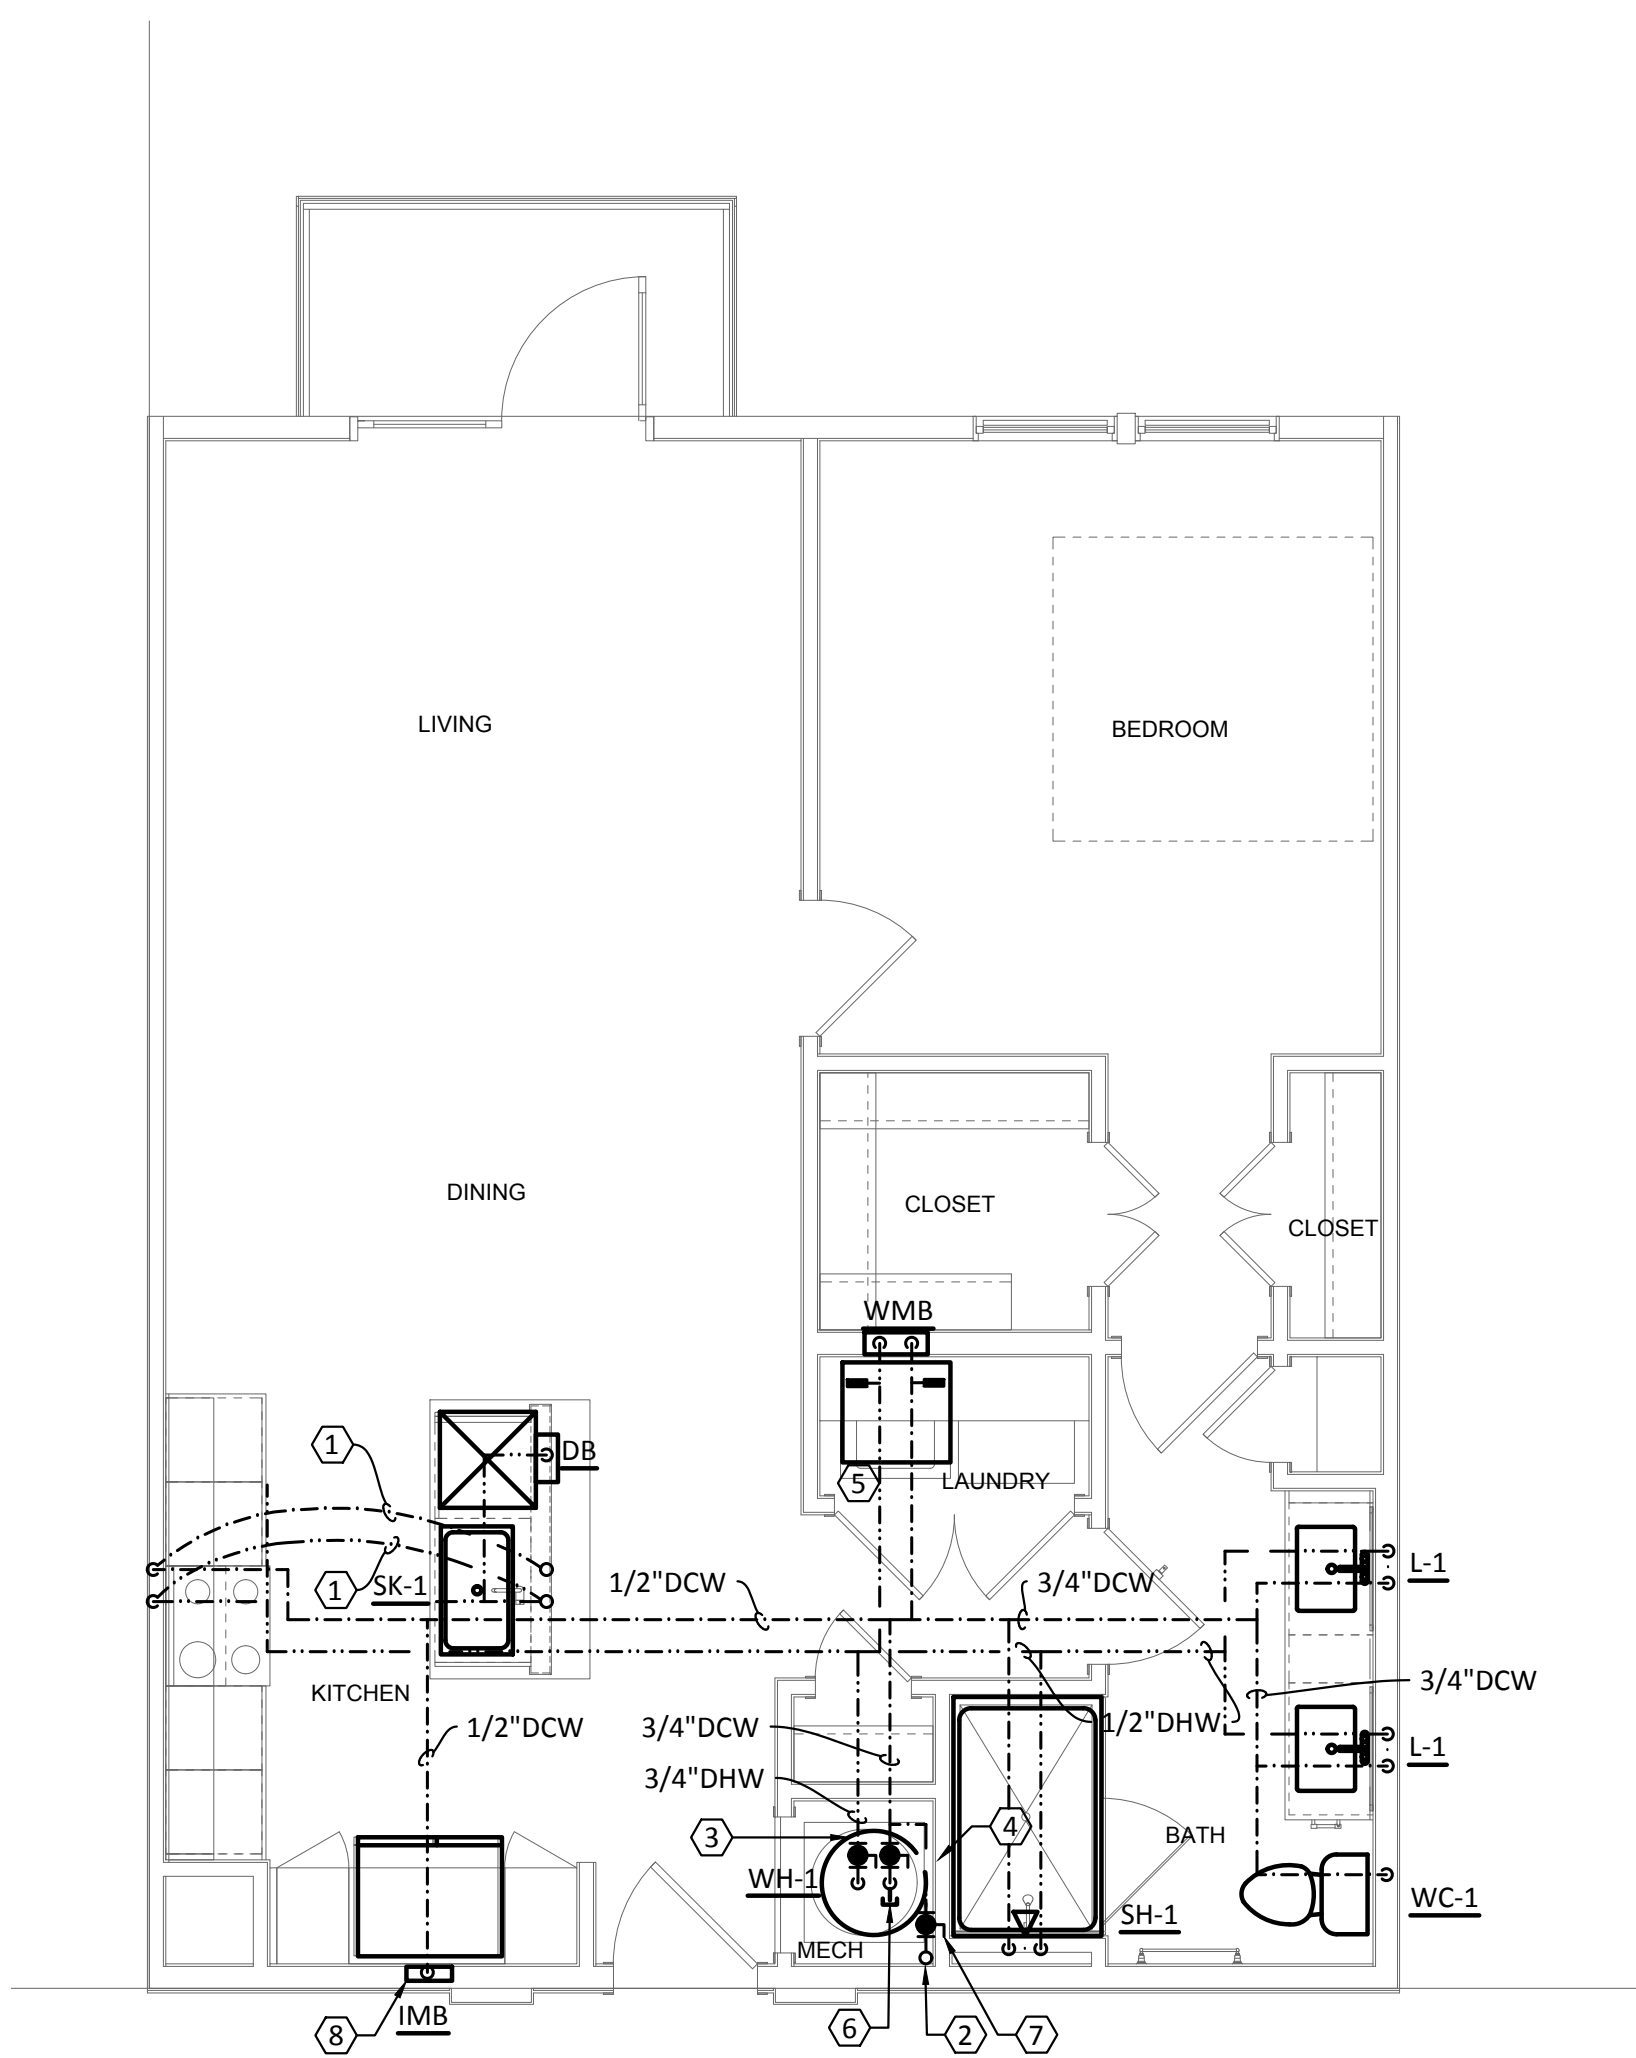 LIVING
BEDROOM
DINING
CLOSET
CLOSET
WMB
1
DB
5
LAUNDRY
1
SK-1
1/2"DCW
3/4"DCW
L-1
KITCHEN
3/4"DCW
1/2"DCW
3/4"DCW
1/2"DHW
L-1
3/4"DHW
3
4
BATH
WH-1
WC-1
SH-1
MECH
IMB
8
6
2
7